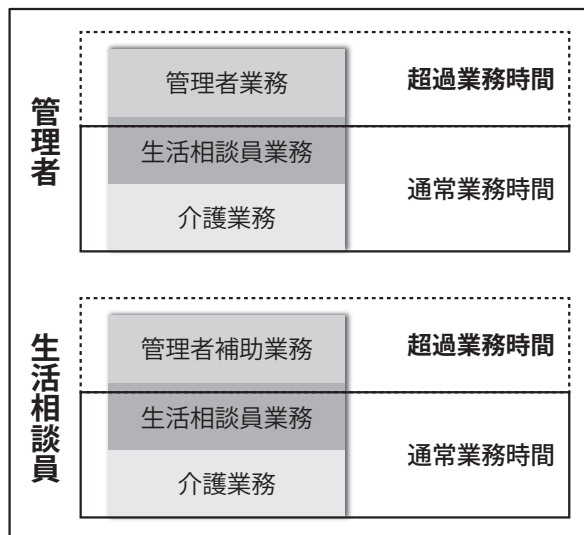 管理者
管理者業務
超過業務時間
生活相談員業務
通常業務時間
介護業務
生活相談員
管理者補助業務
超過業務時間
生活相談員業務
通常業務時間
介護業務